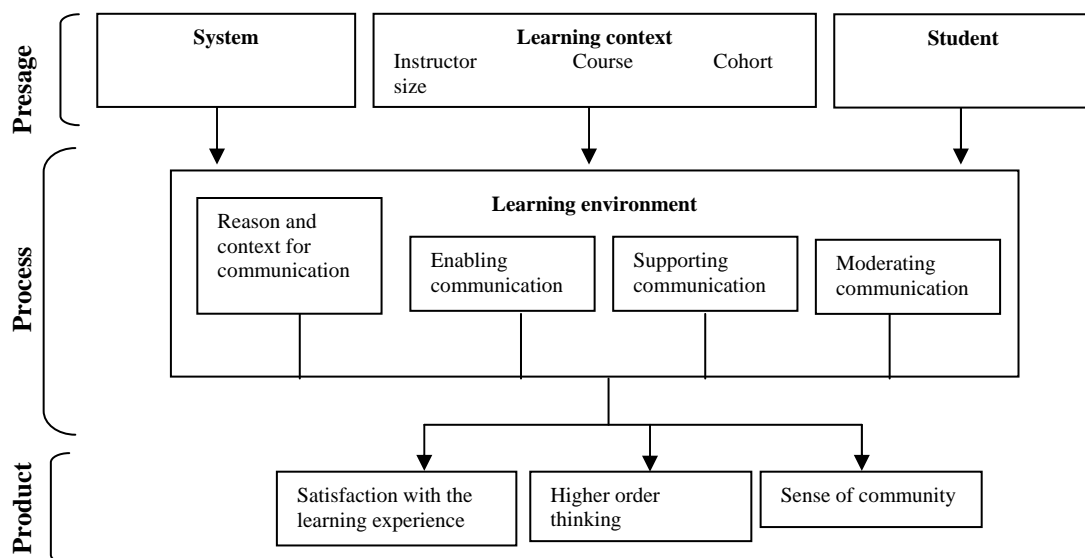 Presage
System
Learning context
Instructor Course Cohort
size
Student
Process
Learning environment
Reason and
context for
communication
Enabling
communication
Supporting
communication
Moderating
communication
Product
Satisfaction with the
learning experience
Higher order
thinking
Sense of community